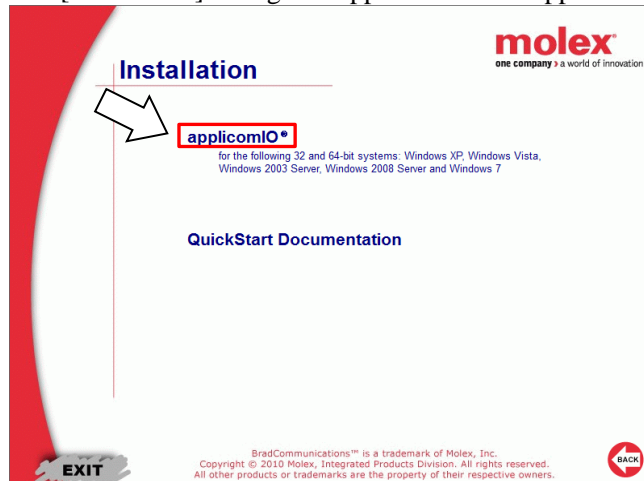 molex®
one company › a world of innovation
Installation
applicomIO®
for the following 32 and 64-bit systems: Windows XP, Windows Vista,
Windows 2003 Server, Windows 2008 Server and Windows 7
QuickStart Documentation
BradCommunications™ is a trademark of Molex, Inc.
Copyright © 2010 Molex, Integrated Products Division. All rights reserved.
All other products or trademarks are the property of their respective owners.
EXIT
BACK